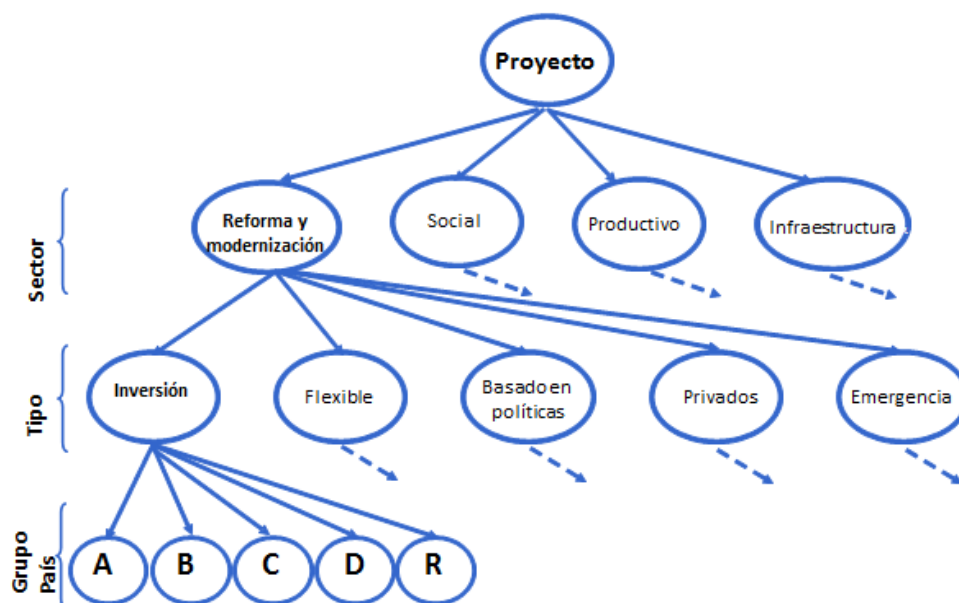 Proyecto
Sector
Reforma y
modernización
Social
Productivo
Infraestructura
Tipo
Inversión
Flexible
Basado en
políticas
Privados
Emergencia
Grupo
País
A
B
C
D
R